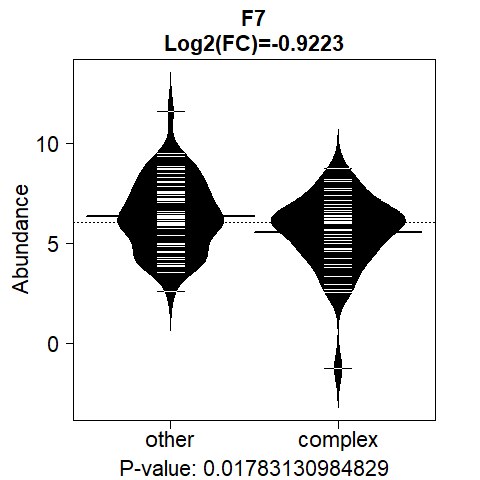 F7
Log2(FC)=-0.9223
Abundance
10
5
0
other complex
P-value: 0.01783130984829